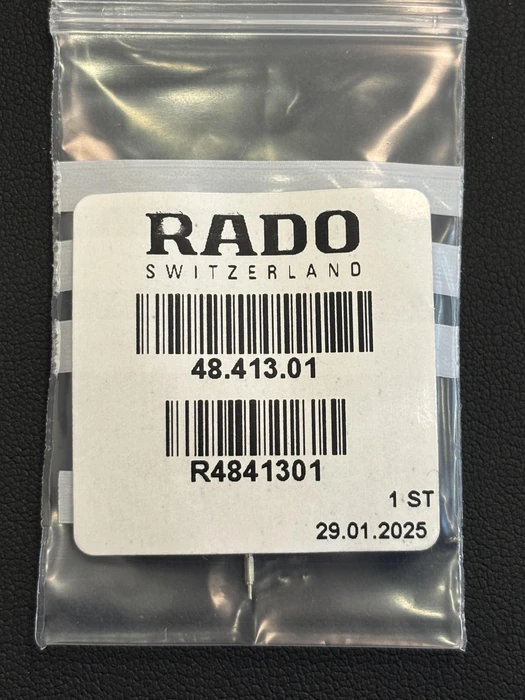 RADO
SWITZERLAND
48.413.01
R4841301
1 ST
29.01.2025